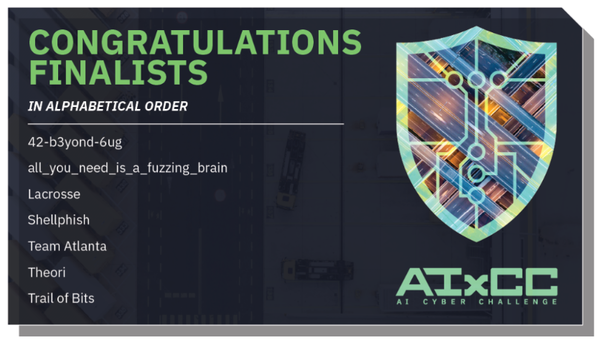 CONGRATULATIONS
FINALISTS
IN ALPHABETICAL ORDER
42-b3yond-6ug
all_you_need_is_a_fuzzing_brain
Lacrosse
Shellphish
Team Atlanta
Theori
Trail of Bits
AIxCC
AI CYBER CHALLENGE